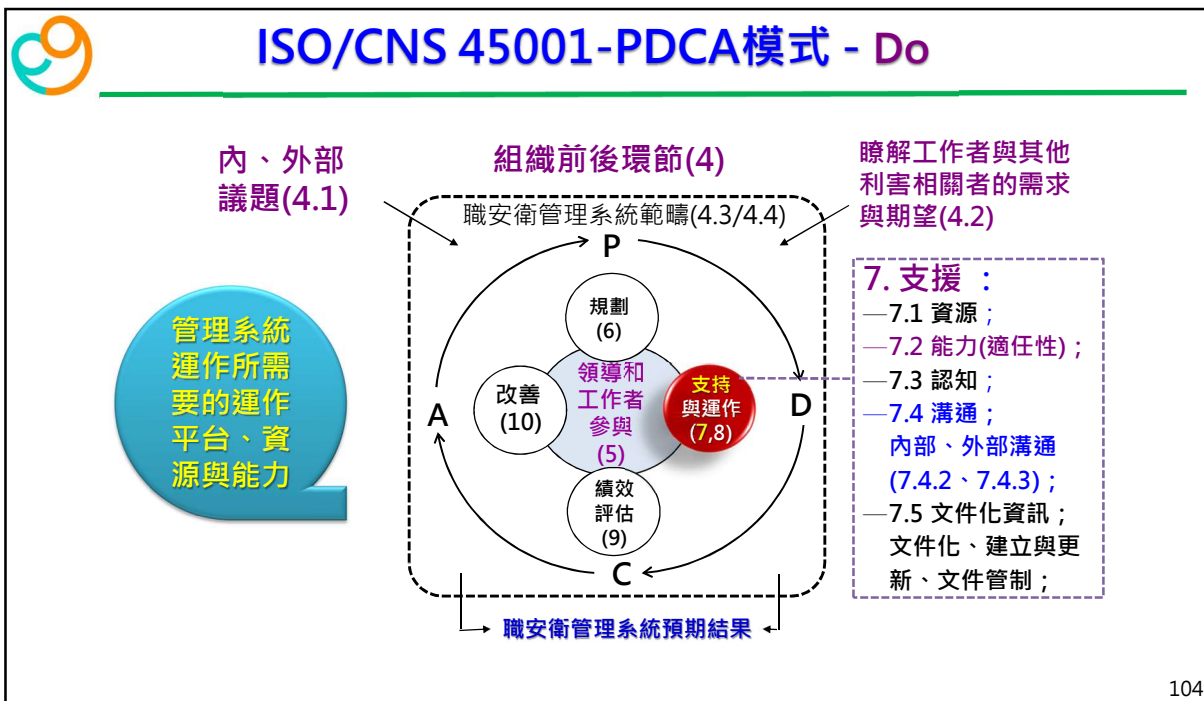 ISO/CNS 45001-PDCA模式 - Do
內、外部
議題(4.1)
組織前後環節(4)
瞭解工作者與其他
利害相關者的需求
與期望(4.2)
職安衛管理系統範疇(4.3/4.4)
P
規劃
(6)
管理系統
運作所需
要的運作
平台、資
源與能力
A
改善
(10)
領導和
工作者
參與
(5)
支持
與運作
(7,8)
D
績效
評估
(9)
C
職安衛管理系統預期結果
7. 支援 :
—7.1 資源;
—7.2 能力(適任性);
—7.3 認知;
—7.4 溝通;
內部、外部溝通
(7.4.2、7.4.3);
—7.5 文件化資訊;
文件化、建立與更
新、文件管制;
104